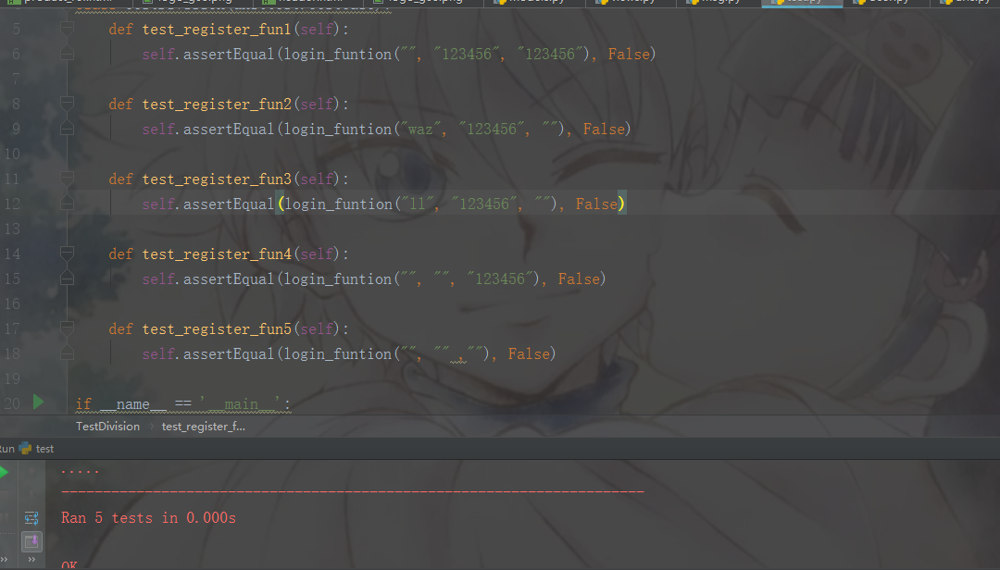 5 def test_register_fun1(self):
6 self.assertEqual(login_funtion("", "123456", "123456"), False)
7
8 def test_register_fun2(self):
9 self.assertEqual(login_funtion("waz", "123456", ""), False)
10
11 def test_register_fun3(self):
12 self.assertEqual(login_funtion("ll", "123456", ""), False)
13
14 def test_register_fun4(self):
15 self.assertEqual(login_funtion("", "", "123456"), False)
16
17 def test_register_fun5(self):
18 self.assertEqual(login_funtion("", "" ,""), False)
19
20 if __name__ == '__main__':
TestDivision test_register_f...
test
.....
----------------------------------------------------------------------
Ran 5 tests in 0.000s
OK